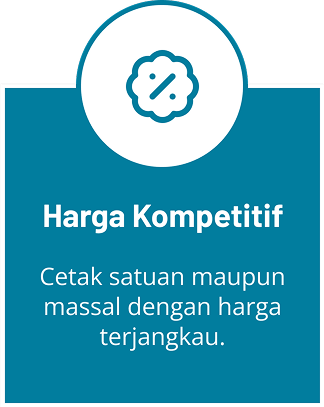 Harga Kompetitif
Cetak satuan maupun
massal dengan harga
terjangkau.